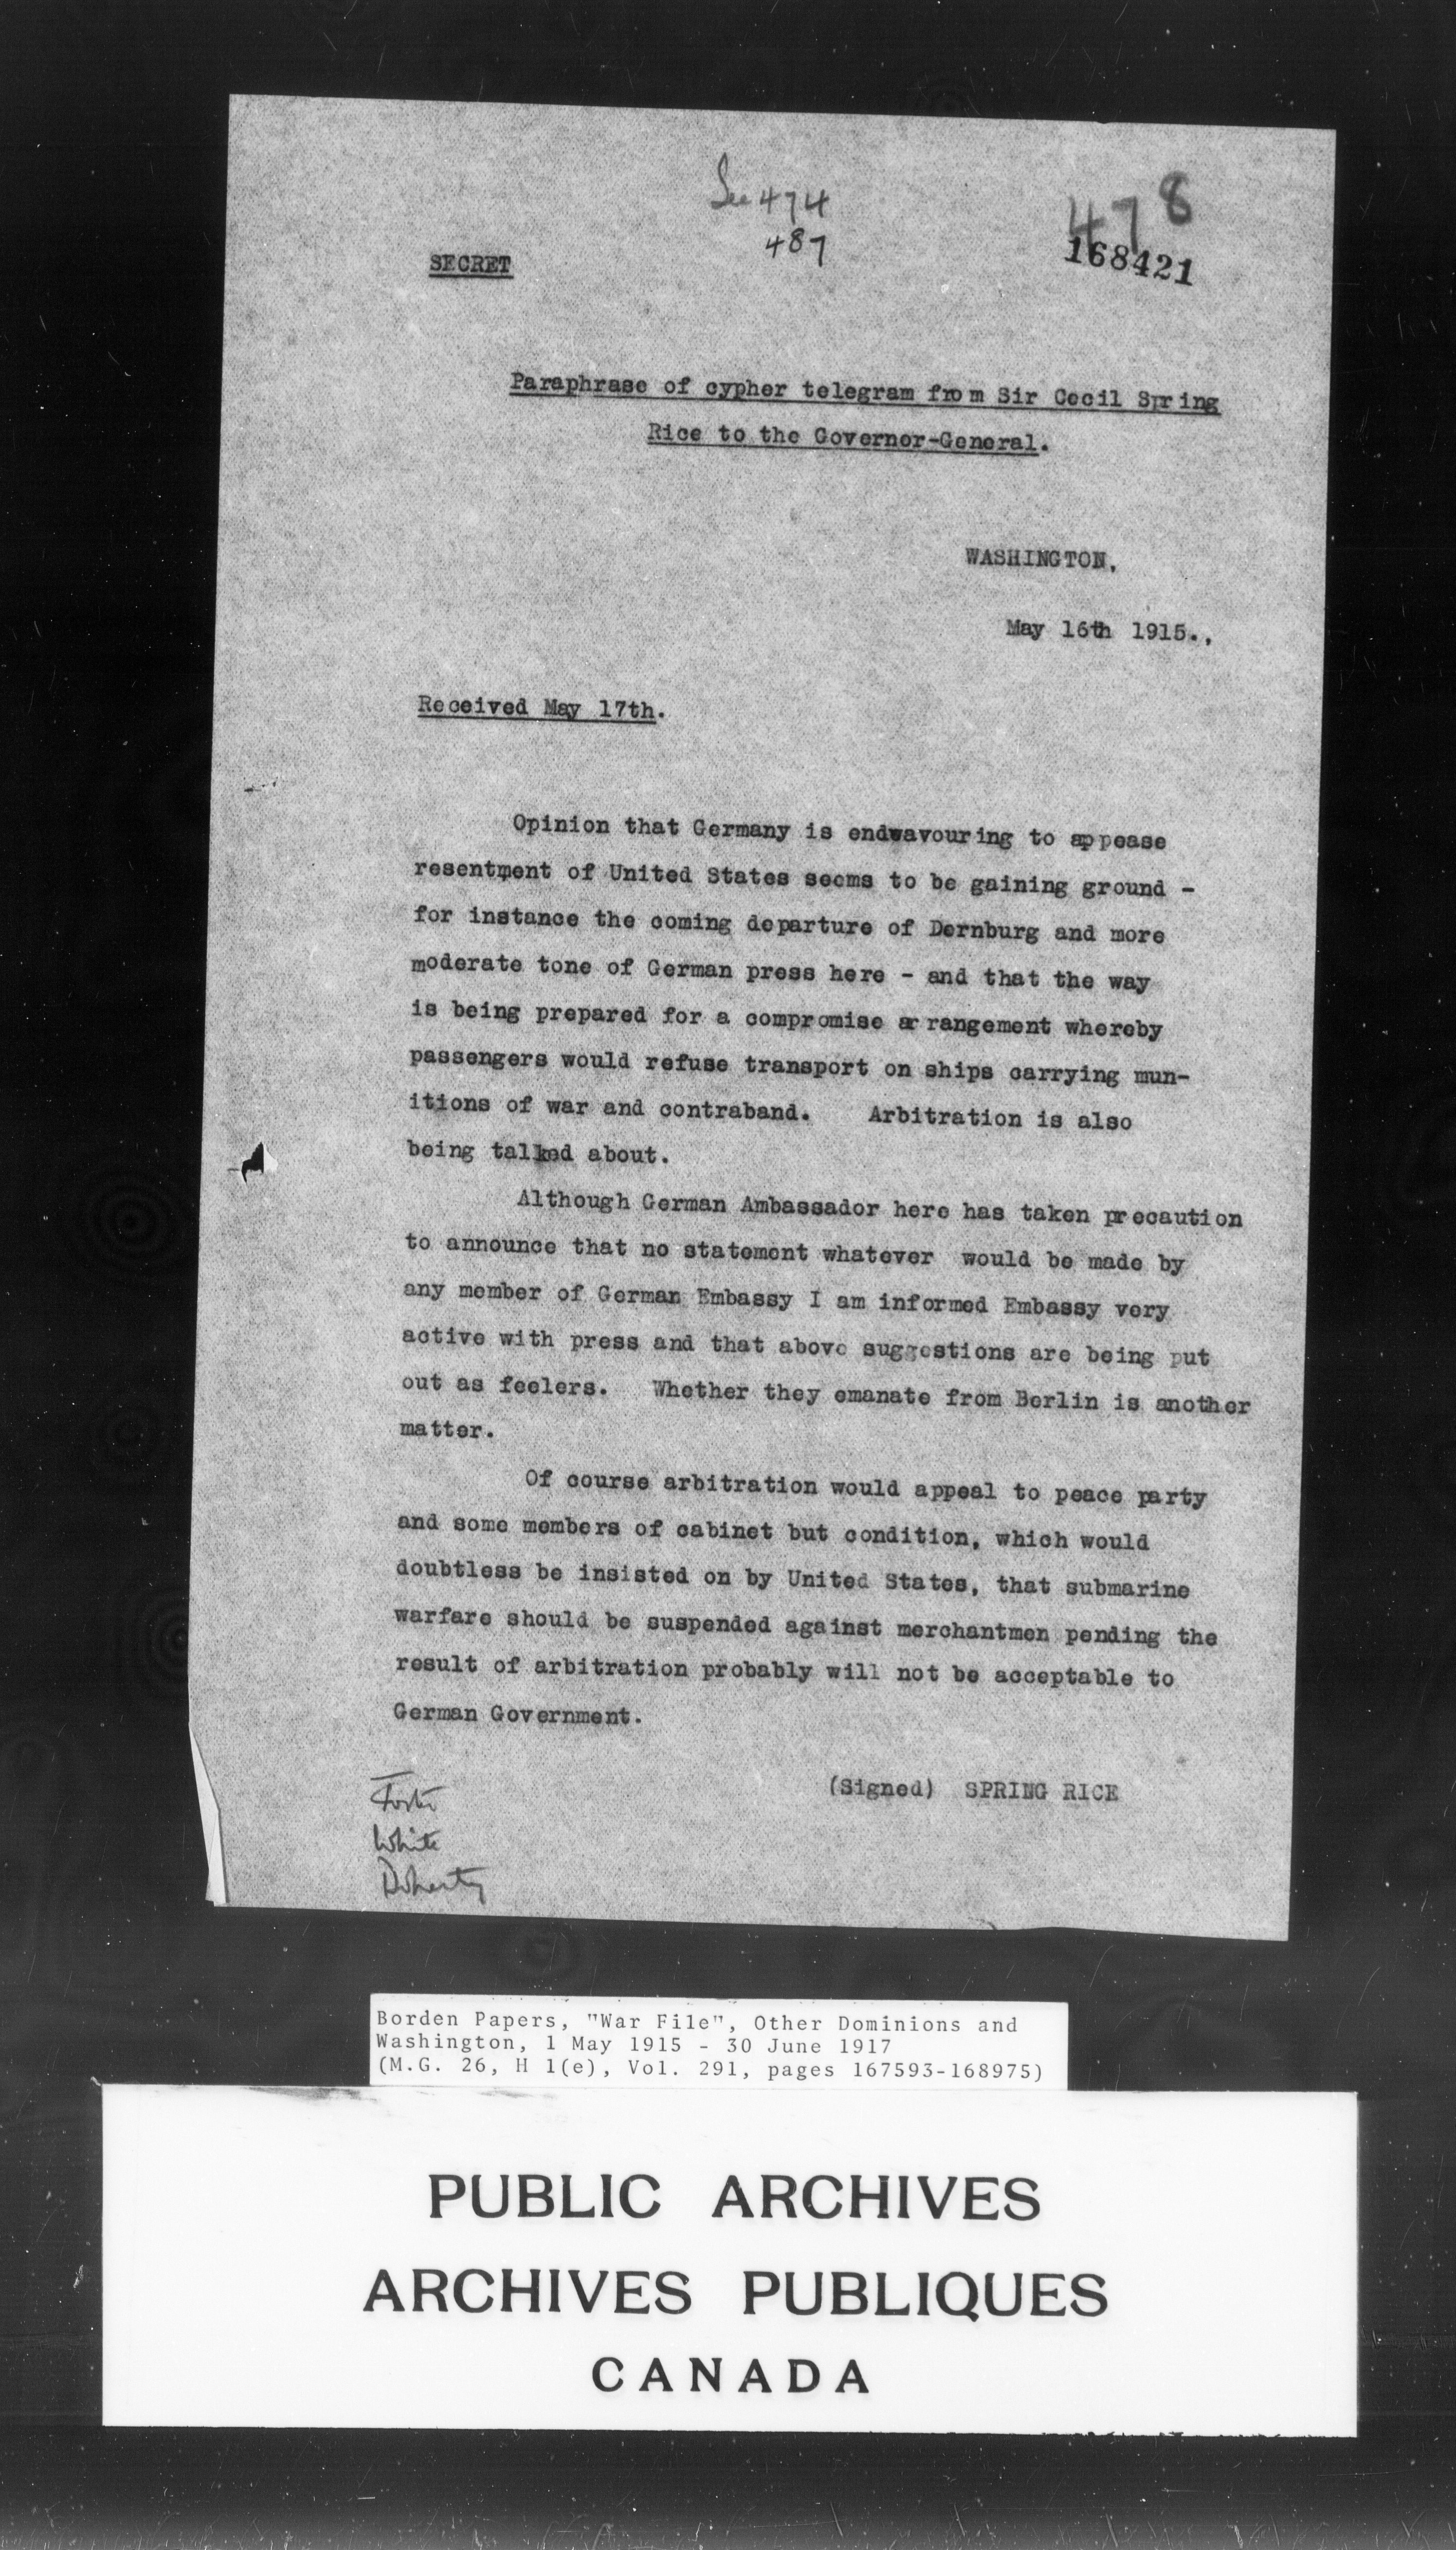 See 474
487
478
168421
SECRET
Paraphrase of cypher telegram from Sir Cecil Spring
Rice to the Governor-General.
WASHINGTON,
May 16th 1915.,
Received May 17th.
Opinion that Germany is endeavouring to appease
resentment of United States seems to be gaining ground -
for instance the coming departure of Dernburg and more
moderate tone of German press here - and that the way
is being prepared for a compromise arrangement whereby
passengers would refuse transport on ships carrying mun-
itions of war and contraband. Arbitration is also
being talked about.
Although German Ambassador here has taken precaution
to announce that no statement whatever would be made by
any member of German Embassy I am informed Embassy very
active with press and that above suggestions are being put
out as feelers. Whether they emanate from Berlin is another
matter.
Of course arbitration would appeal to peace party
and some members of cabinet but condition, which would
doubtless be insisted on by United States, that submarine
warfare should be suspended against merchantmen pending the
result of arbitration probably will not be acceptable to
German Government.
(Signed) SPRING RICE
Foster
White
Doherty
Borden Papers, "War File", Other Dominions and
Washington, 1 May 1915 - 30 June 1917
(M.G. 26, H 1(e), Vol. 291, pages 167593-168975)
PUBLIC ARCHIVES
ARCHIVES PUBLIQUES
CANADA